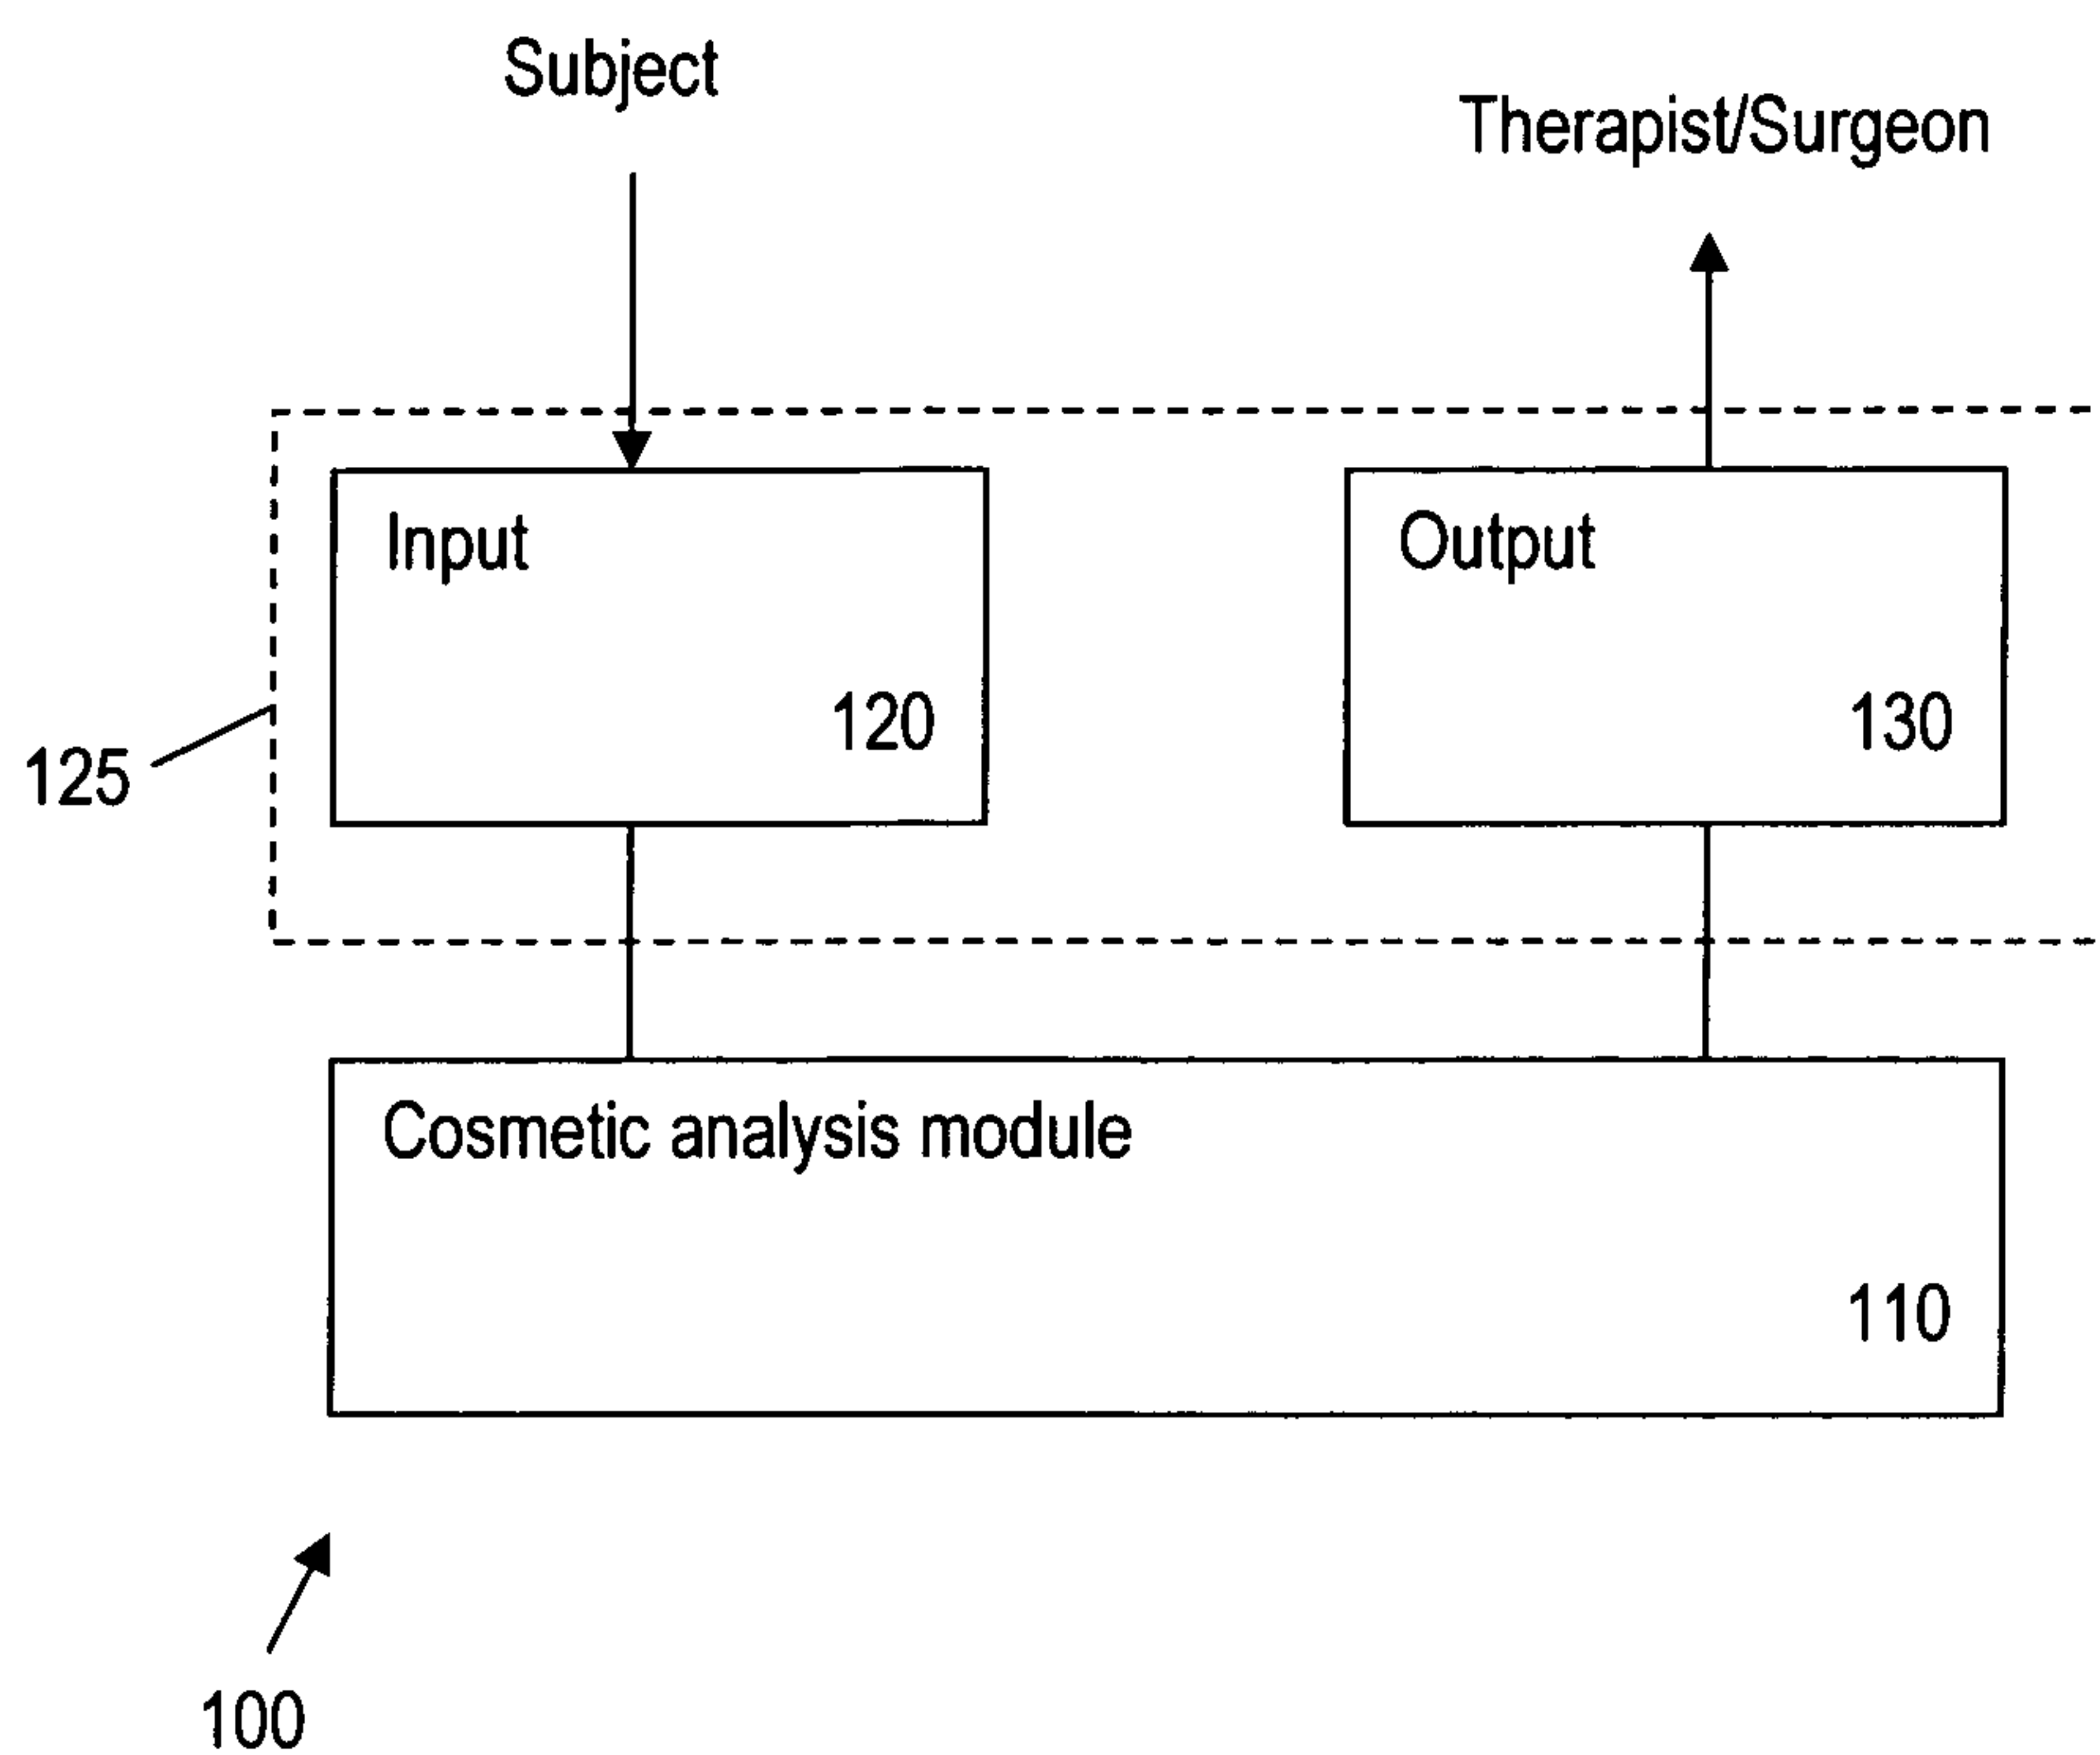 Subject
Therapist/Surgeon
Input
Output
120
130
125
Cosmetic analysis module
110
100